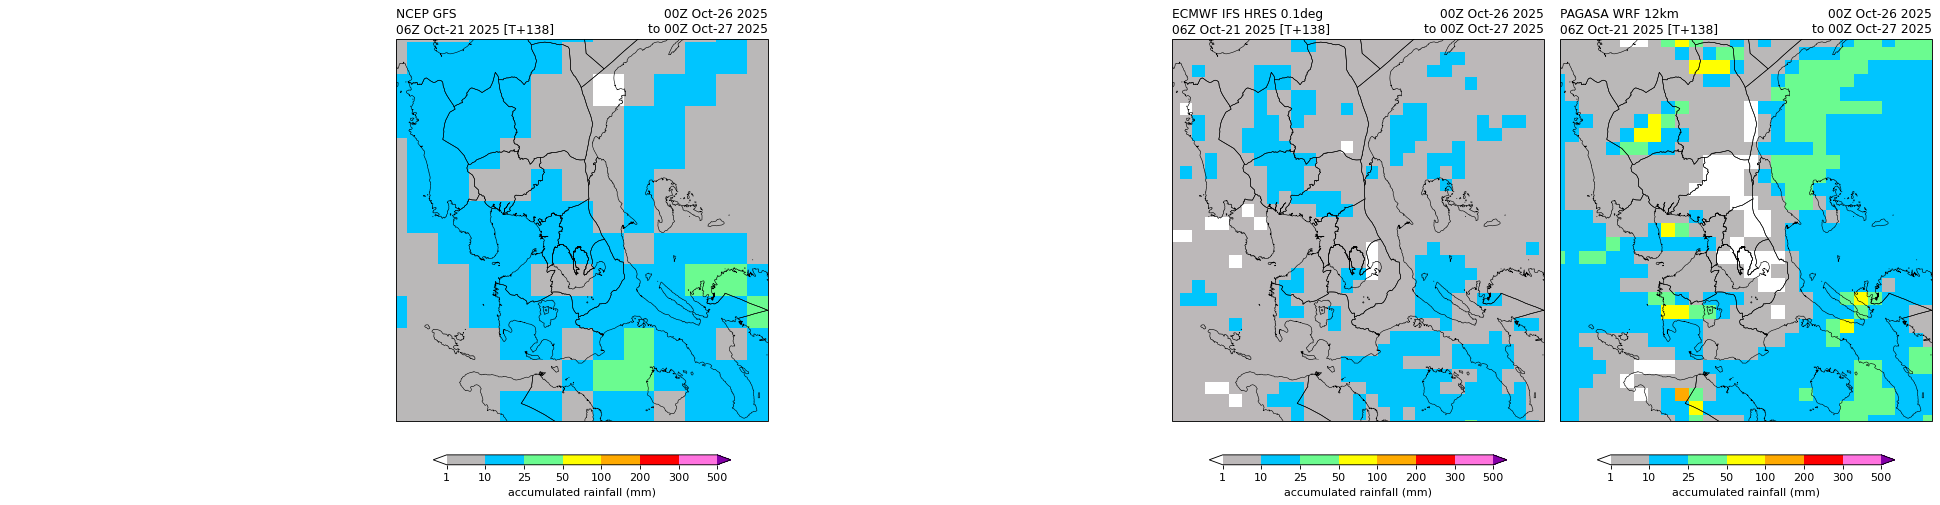 NCEP GFS 00Z Oct-26 2025
06Z Oct-21 2025 [T+138] to 00Z Oct-27 2025
1 10 25 50 100 200 300 500
accumulated rainfall (mm)
ECMWF IFS HRES 0.1deg 00Z Oct-26 2025
06Z Oct-21 2025 [T+138] to 00Z Oct-27 2025
1 10 25 50 100 200 300 500
accumulated rainfall (mm)
PAGASA WRF 12km 00Z Oct-26 2025
06Z Oct-21 2025 [T+138] to 00Z Oct-27 2025
1 10 25 50 100 200 300 500
accumulated rainfall (mm)